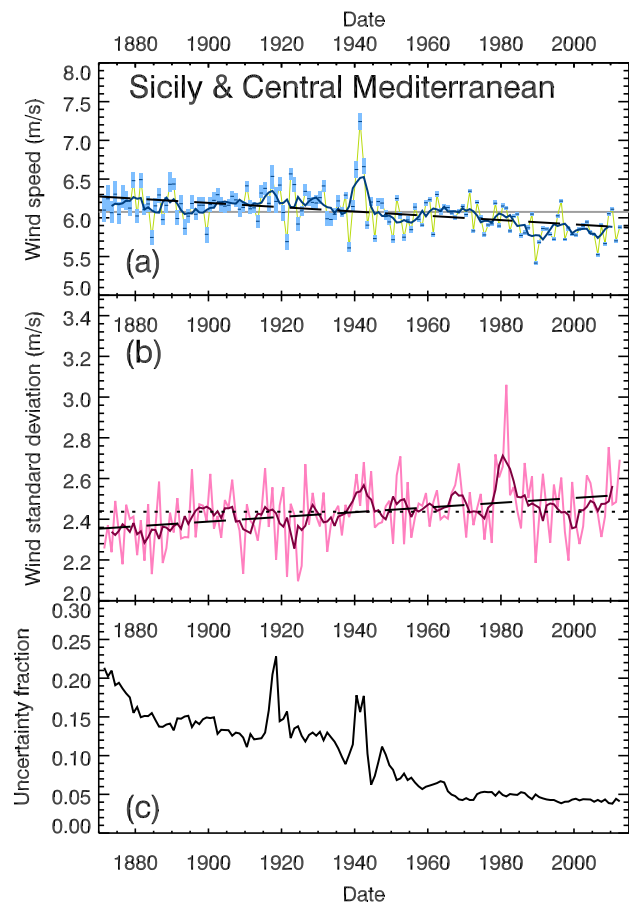 Date
1880 1900 1920 1940 1960 1980 2000
Sicily & Central Mediterranean
Wind speed (m/s)
8.0
7.5
7.0
6.5
6.0
5.5
5.0
(a)
1880 1900 1920 1940 1960 1980 2000
(b)
Wind standard deviation (m/s)
3.4
3.2
3.0
2.8
2.6
2.4
2.2
2.0
1880 1900 1920 1940 1960 1980 2000
Uncertainty fraction
0.30
0.25
0.20
0.15
0.10
0.05
0.00
(c)
1880 1900 1920 1940 1960 1980 2000
Date